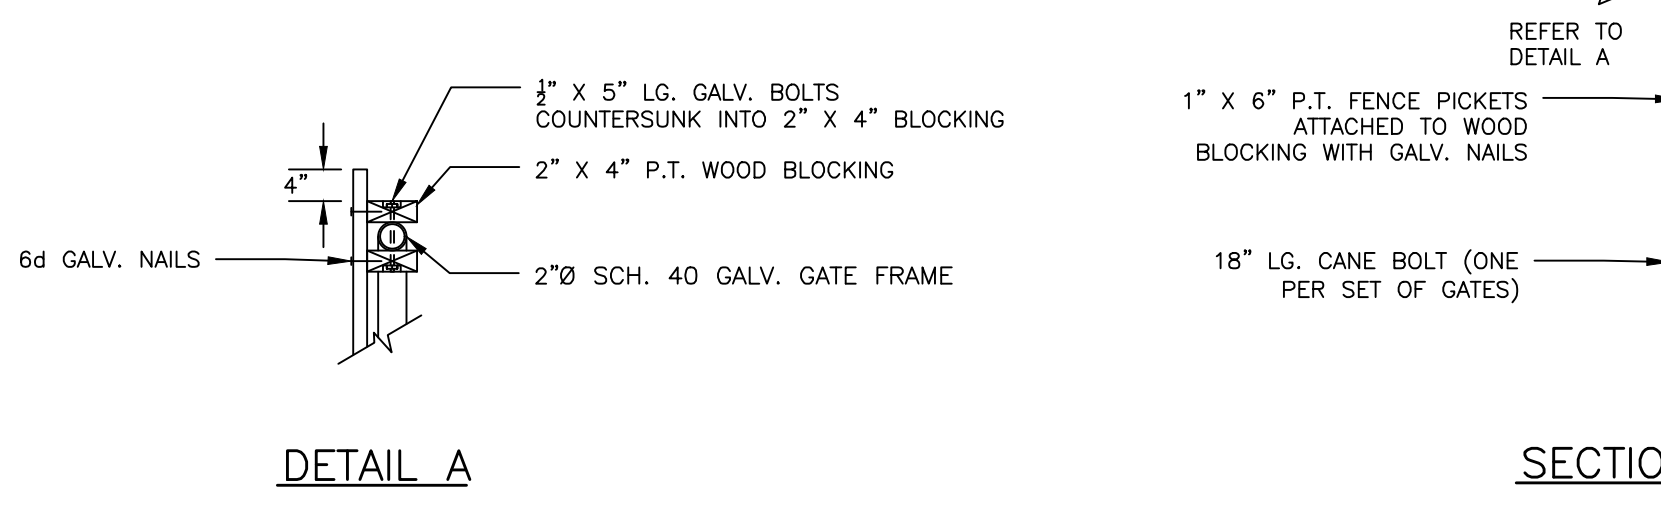 ½” X 5” LG. GALV. BOLTS
COUNTERSUNK INTO 2” X 4” BLOCKING
2” X 4” P.T. WOOD BLOCKING
4”
6d GALV. NAILS
2”Ø SCH. 40 GALV. GATE FRAME
DETAIL A
REFER TO
DETAIL A
1” X 6” P.T. FENCE PICKETS
ATTACHED TO WOOD
BLOCKING WITH GALV. NAILS
18” LG. CANE BOLT (ONE
PER SET OF GATES)